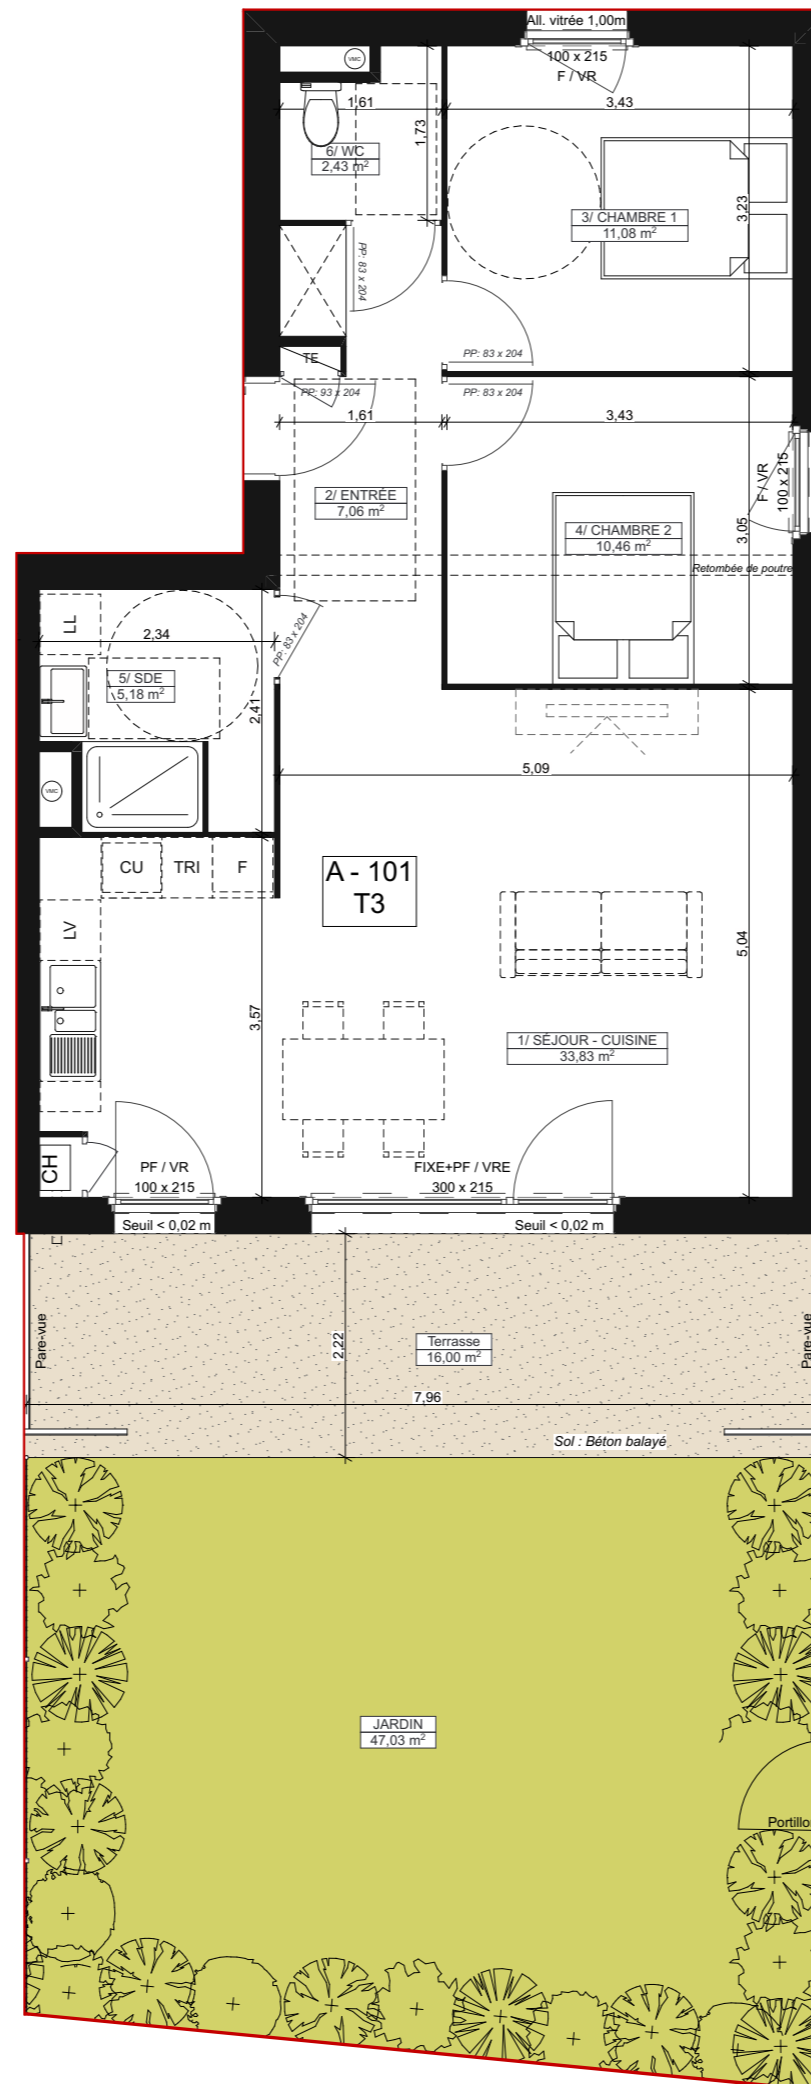 All. vitrée 1,00m
100 x 215
F / VR
VMC
1,61
3,43
1,73
6/ WC
2,43 m²
3,23
3/ CHAMBRE 1
11,08 m²
PP: 83 x 204
TE
PP: 83 x 204
PP: 93 x 204
PP: 83 x 204
1,61
3,43
F / VR
100 x 215
2/ ENTRÉE
7,06 m²
4/ CHAMBRE 2
10,46 m²
3,05
Retombée de poutre
LL
2,34
PP: 83 x 204
5/ SDE
5,18 m²
2,41
VMC
5,09
CU
TRI
F
A - 101
T3
LV
5,04
3,57
1/ SÉJOUR - CUISINE
33,83 m²
CH
PF / VR
100 x 215
FIXE+PF / VRE
300 x 215
Seuil < 0,02 m
Seuil < 0,02 m
Pare-vue
2,22
Terrasse
16,00 m²
Pare-vue
7,96
Sol : Béton balayé
JARDIN
47,03 m²
Portillon